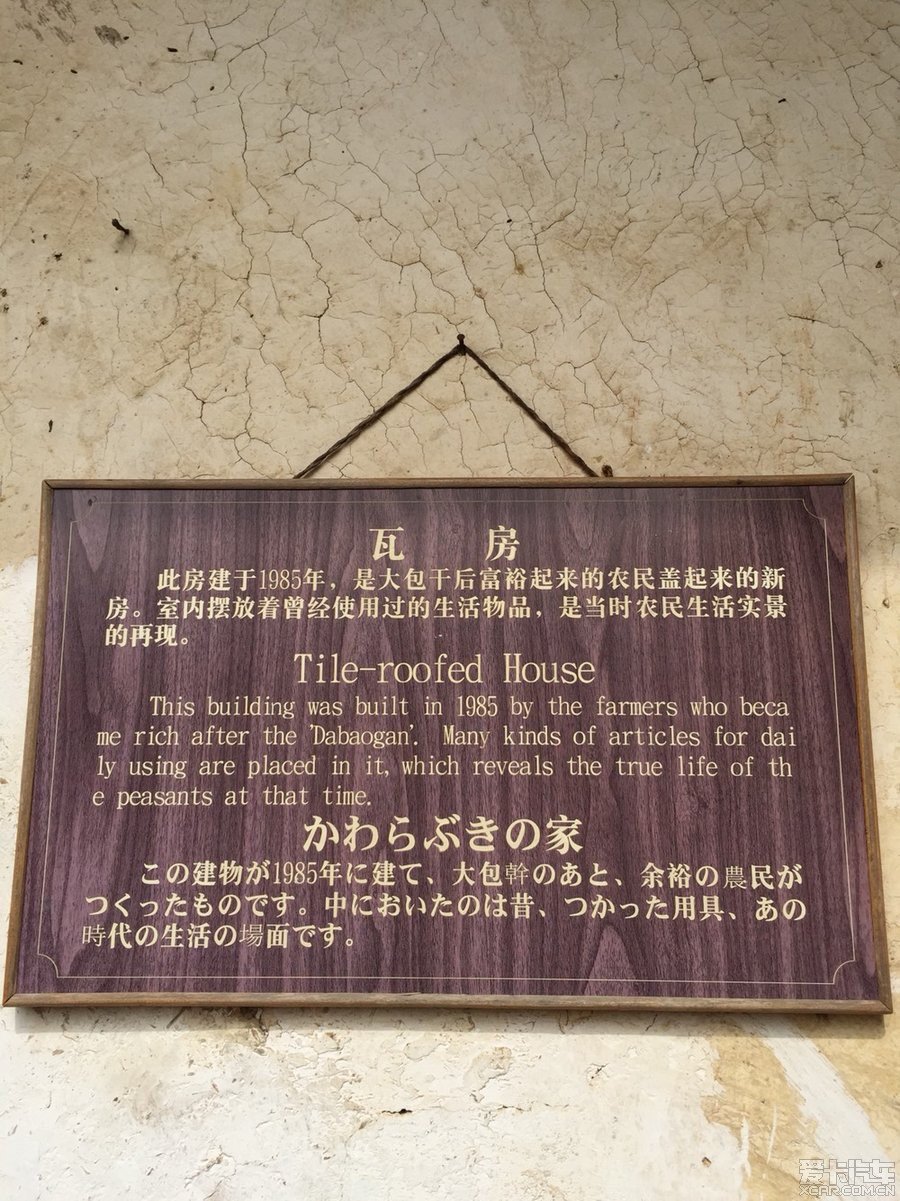 瓦 房
此房建于1985年，是大包干后富裕起来的农民盖起来的新
房。室内摆放着曾经使用过的生活物品，是当时农民生活实景
的再现。
Tile-roofed House
This building was built in 1985 by the farmers who beca
me rich after the 'Dabaogan'. Many kinds of articles for dai
ly using are placed in it, which reveals the true life of th
e peasants at that time.
かわらぶきの家
この建物が1985年に建て、大包幹のあと、余裕の農民が
つくったものです。中においたのは昔、つかった用具、あの
時代の生活の場面です。
爱卡汽车
XCAR.COM.CN